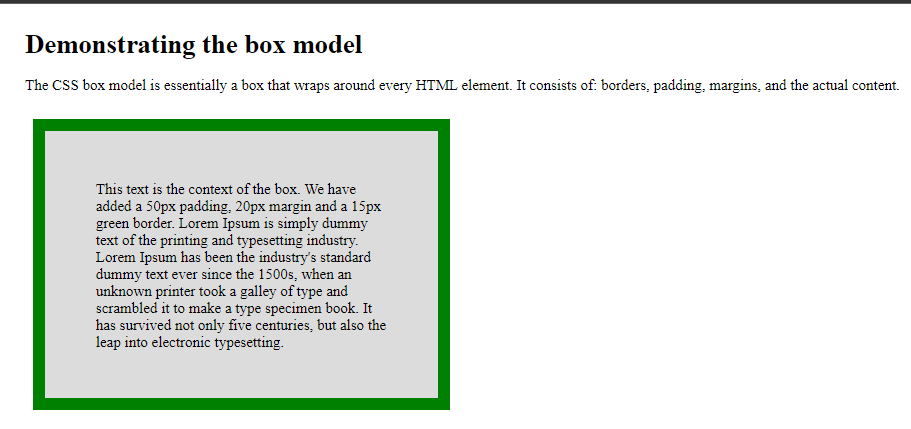 Demonstrating the box model
The CSS box model is essentially a box that wraps around every HTML element. It consists of: borders, padding, margins, and the actual content.
This text is the context of the box. We have
added a 50px padding, 20px margin and a 15px
green border. Lorem Ipsum is simply dummy
text of the printing and typesetting industry.
Lorem Ipsum has been the industry's standard
dummy text ever since the 1500s, when an
unknown printer took a galley of type and
scrambled it to make a type specimen book. It
has survived not only five centuries, but also the
leap into electronic typesetting.